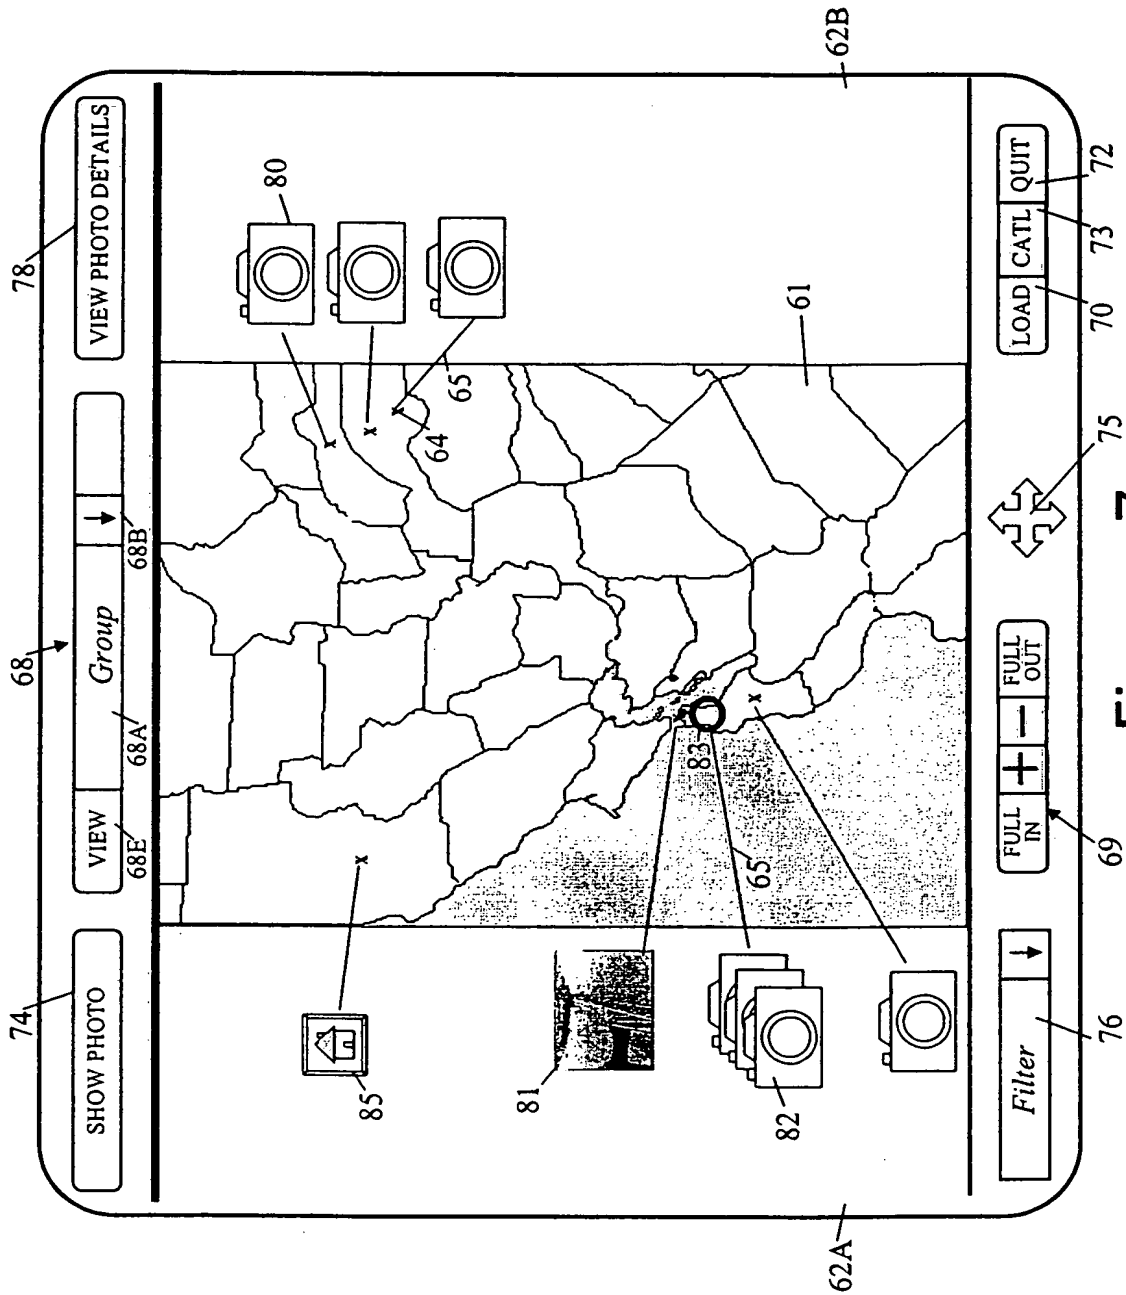 74
68
78
SHOW PHOTO
VIEW
Group
VIEW PHOTO DETAILS
68E
68A
68B
80
85
64
65
81
83
65
82
61
62A
62B
Filter
FULL
IN
+
−
FULL
OUT
LOAD
CATL
QUIT
76
69
75
70
73
72